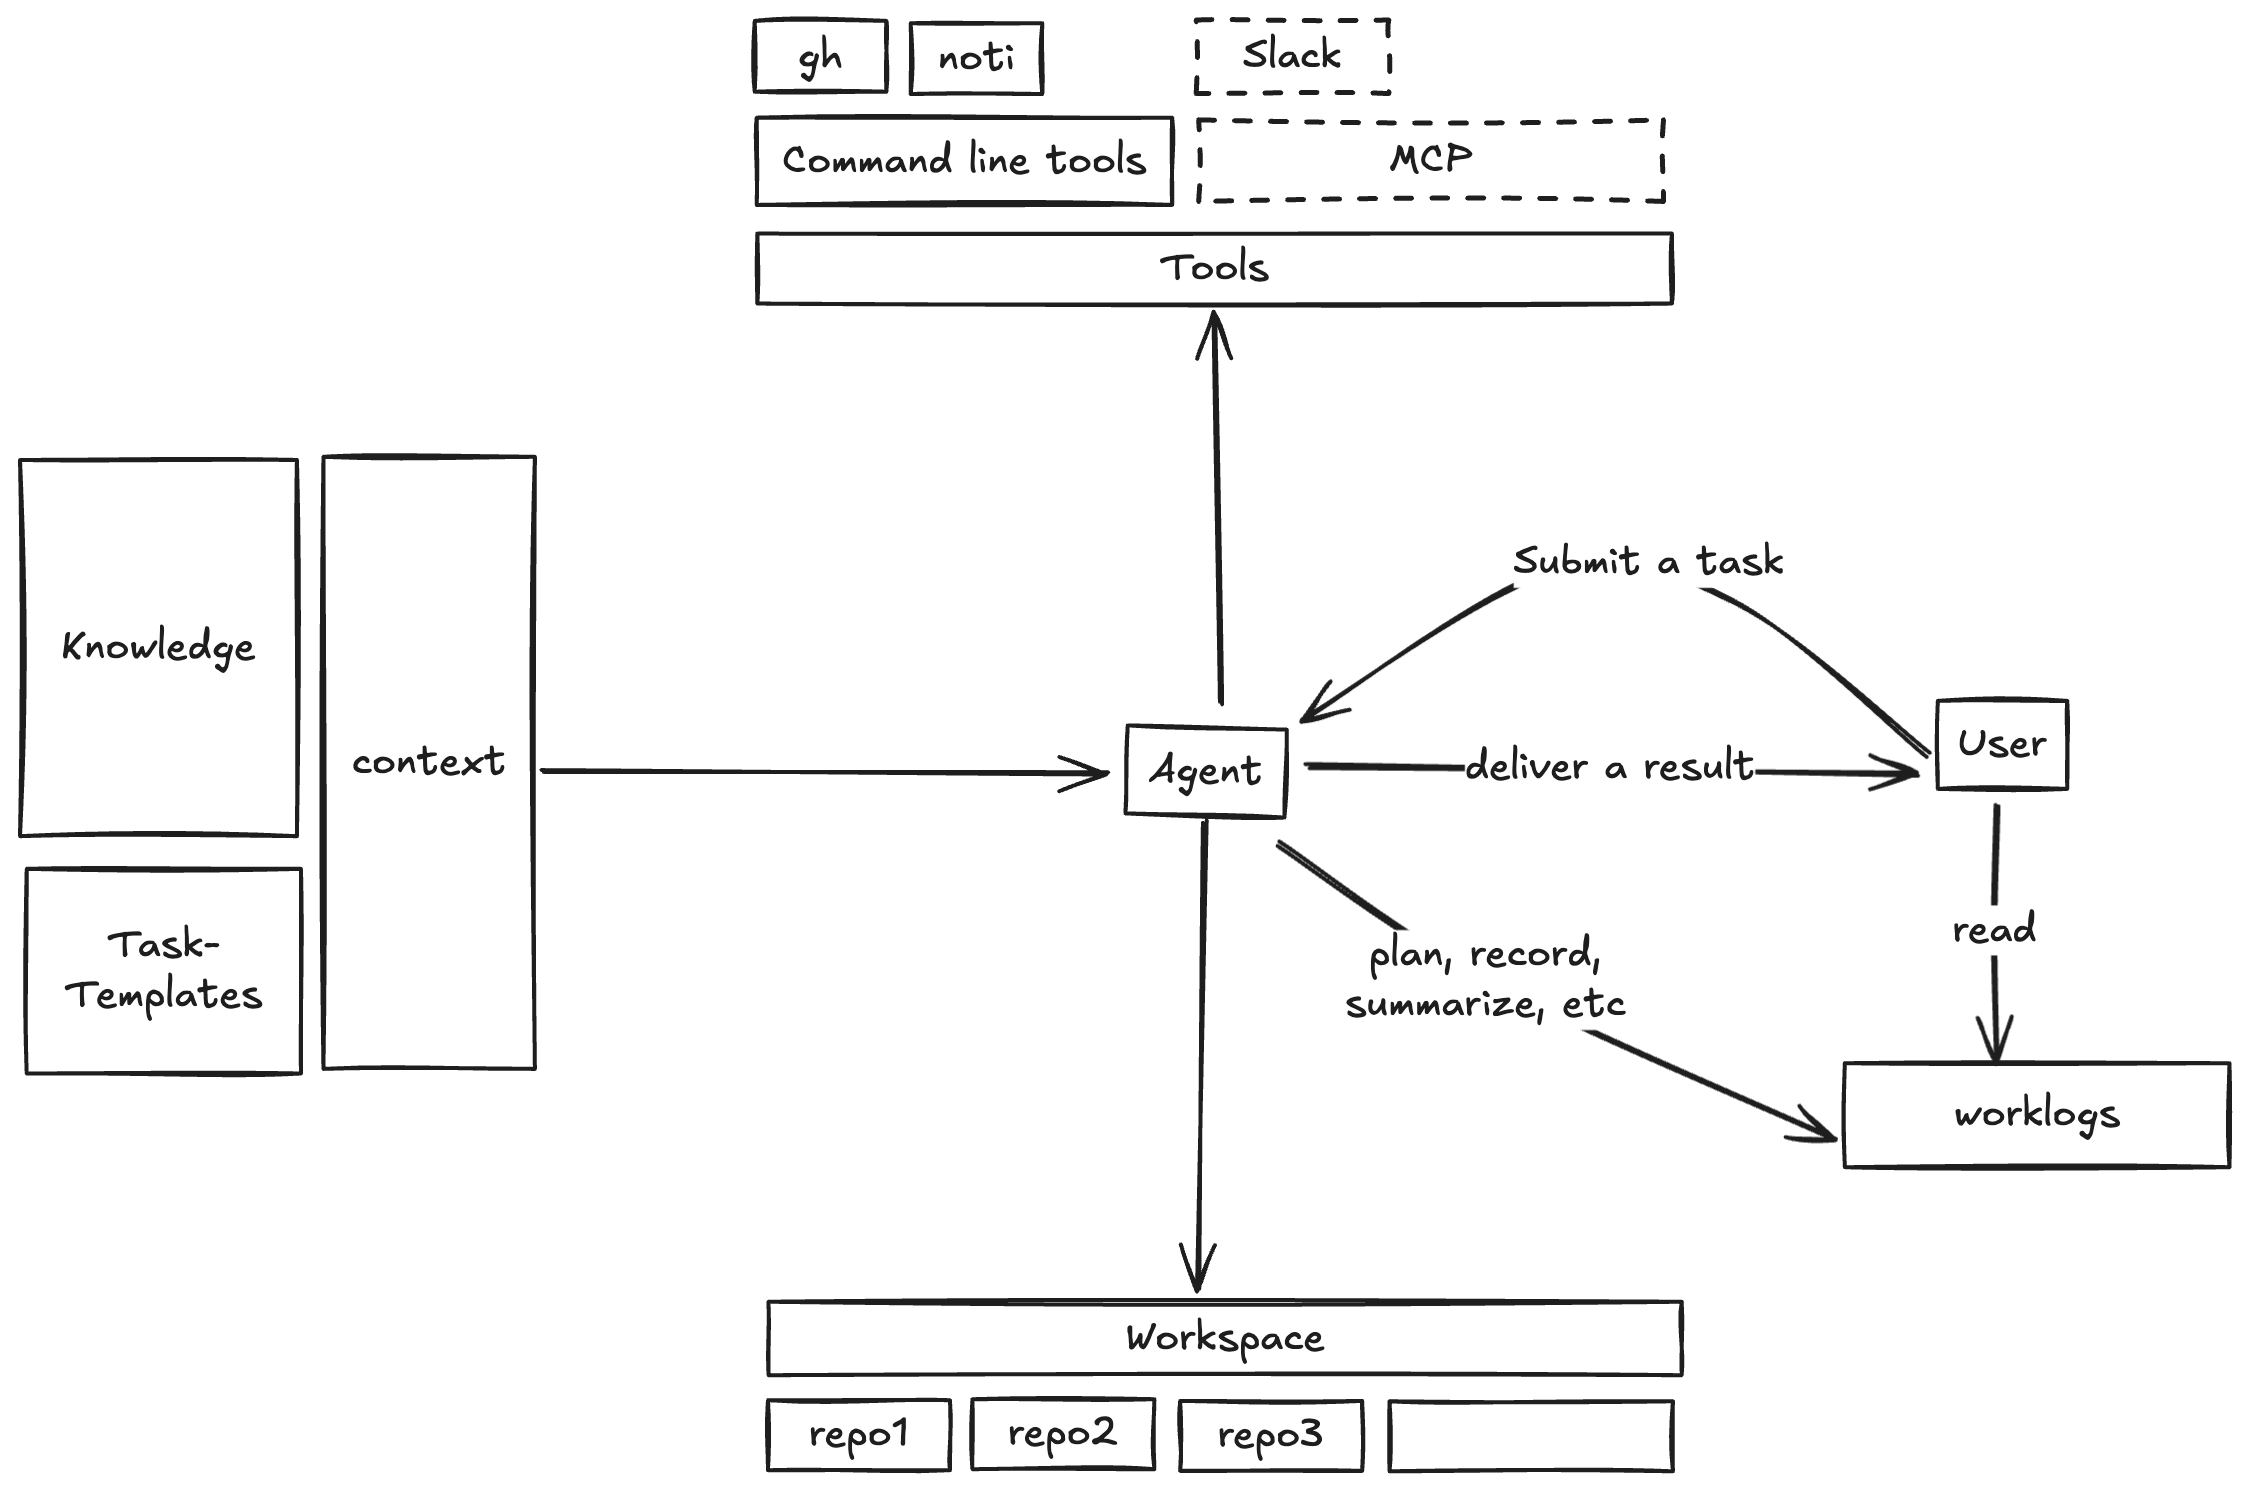 gh
noti
Slack
Command line tools
MCP
Tools
Submit a task
Knowledge
context
Agent
deliver a result
User
Task-
Templates
plan, record,
summarize, etc
read
worklogs
Workspace
repo1
repo2
repo3